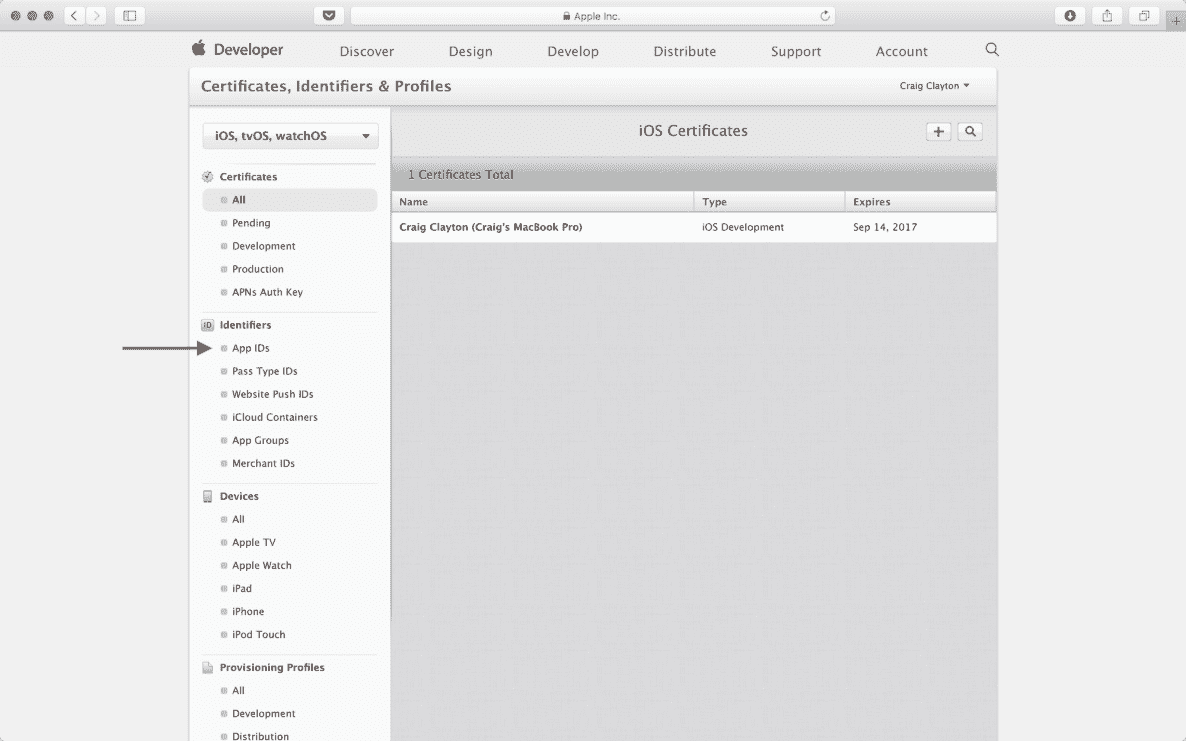 Apple Inc.
Developer
Discover
Design
Develop
Distribute
Support
Account
Certificates, Identifiers & Profiles
Craig Clayton
iOS, tvOS, watchOS
Certificates
All
Pending
Development
Production
APNs Auth Key
Identifiers
App IDs
Pass Type IDs
Website Push IDs
iCloud Containers
App Groups
Merchant IDs
Devices
All
Apple TV
Apple Watch
iPad
iPhone
iPod Touch
Provisioning Profiles
All
Development
Distribution
iOS Certificates
1 Certificates Total
Name Type Expires
Craig Clayton (Craig's MacBook Pro) iOS Development Sep 14, 2017